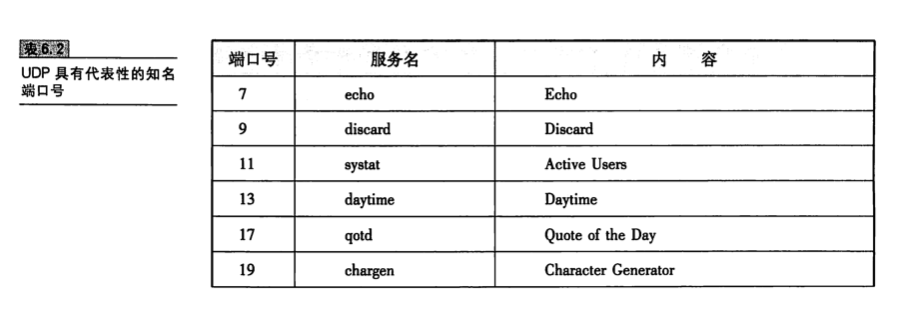 表6.2
UDP 具有代表性的知名
端口号
端口号 服务名 内 容
7 echo Echo
9 discard Discard
11 systat Active Users
13 daytime Daytime
17 qotd Quote of the Day
19 chargen Character Generator